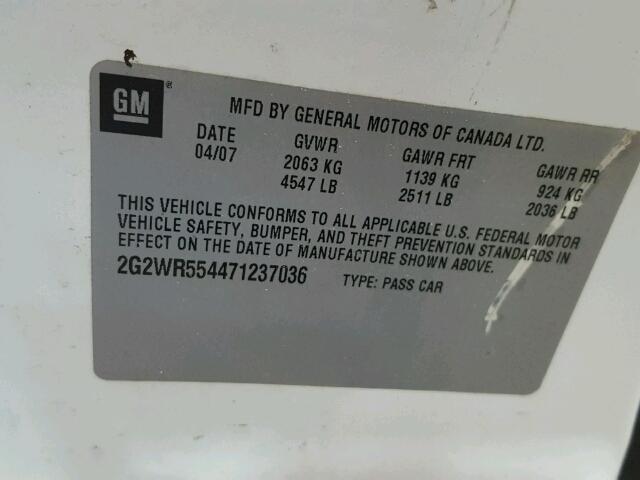 GM ®
MFD BY GENERAL MOTORS OF CANADA LTD.
DATE GVWR GAWR FRT GAWR RR
04/07 2063 KG 1139 KG 924 KG
4547 LB 2511 LB 2036 LB
THIS VEHICLE CONFORMS TO ALL APPLICABLE U.S. FEDERAL MOTOR
VEHICLE SAFETY, BUMPER, AND THEFT PREVENTION STANDARDS IN
EFFECT ON THE DATE OF MANUFACTURE SHOWN ABOVE.
2G2WR554471237036 TYPE: PASS CAR